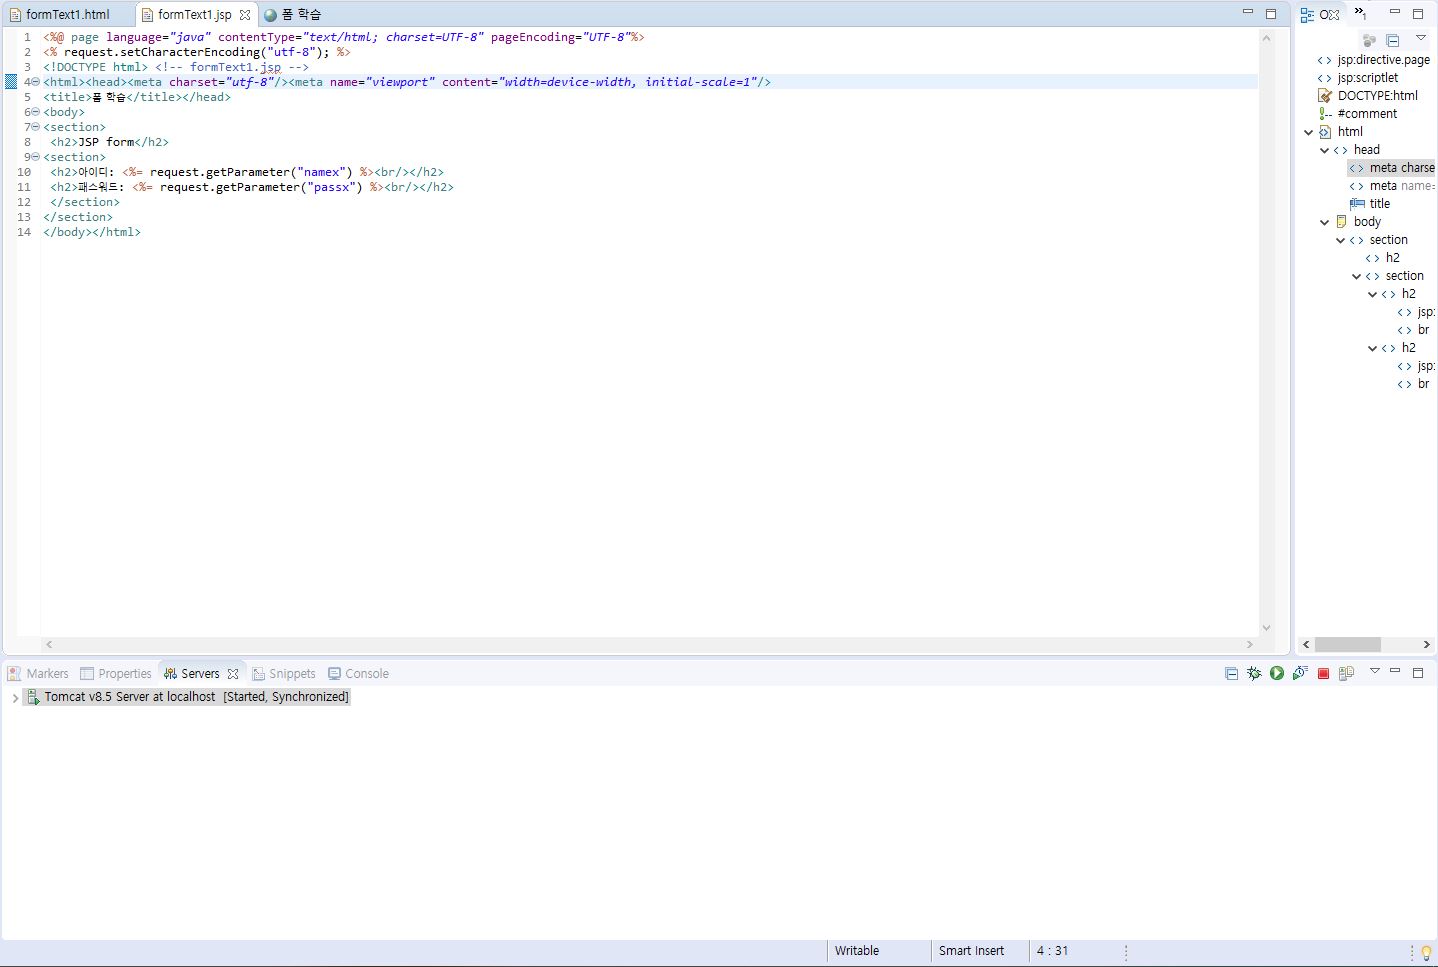 formText1.html
formText1.jsp
폼 학습
1 <%@ page language="java" contentType="text/html; charset=UTF-8" pageEncoding="UTF-8"%>
2 <% request.setCharacterEncoding("utf-8"); %>
3 <!DOCTYPE html> <!-- formText1.jsp -->
4 <html><head><meta charset="utf-8"/><meta name="viewport" content="width=device-width, initial-scale=1"/>
5 <title>폼 학습</title></head>
6 <body>
7 <section>
8 <h2>JSP form</h2>
9 <section>
10 <h2>아이디: <%= request.getParameter("namex") %><br/></h2>
11 <h2>패스워드: <%= request.getParameter("passx") %><br/></h2>
12 </section>
13 </section>
14 </body></html>
O
»1
jsp:directive.page
jsp:scriptlet
DOCTYPE:html
#comment
html
head
meta charse
meta name=
title
body
section
h2
section
h2
jsp:
br
h2
jsp:
br
Markers
Properties
Servers
Snippets
Console
Tomcat v8.5 Server at localhost [Started, Synchronized]
Writable
Smart Insert
4 : 31